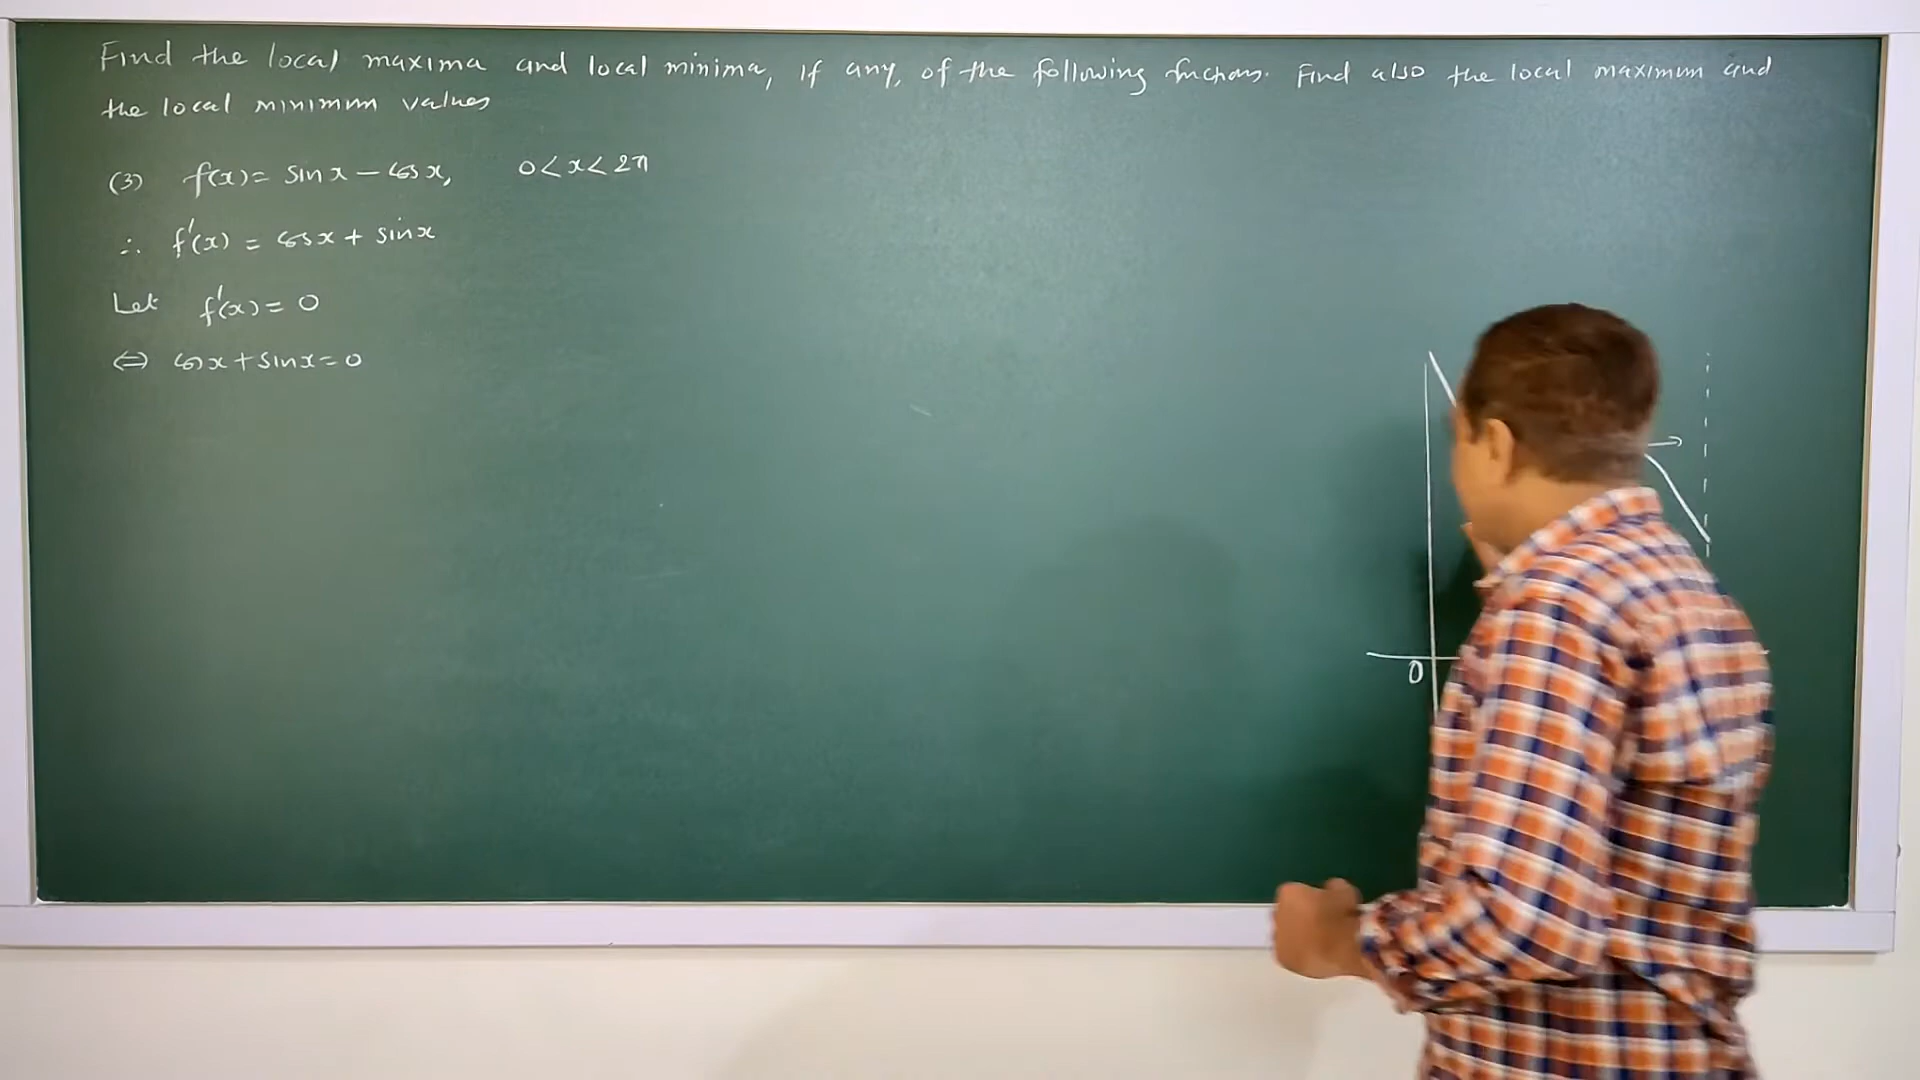 Find the local maxima and local minima, if any, of the following functions. Find also the local maximum and
the local minimum values
(3) f(x) = sin x - cos x, 0 < x < 2π
∴ f'(x) = cos x + sin x
Let f'(x) = 0
⇔ cos x + sin x = 0
0